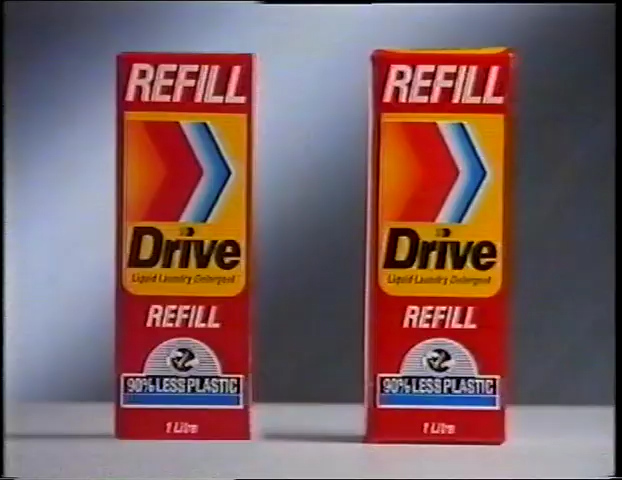 REFILL
Drive
Liquid Laundry Detergent
REFILL
90% LESS PLASTIC
1 Litre
REFILL
Drive
Liquid Laundry Detergent
REFILL
90% LESS PLASTIC
1 Litre